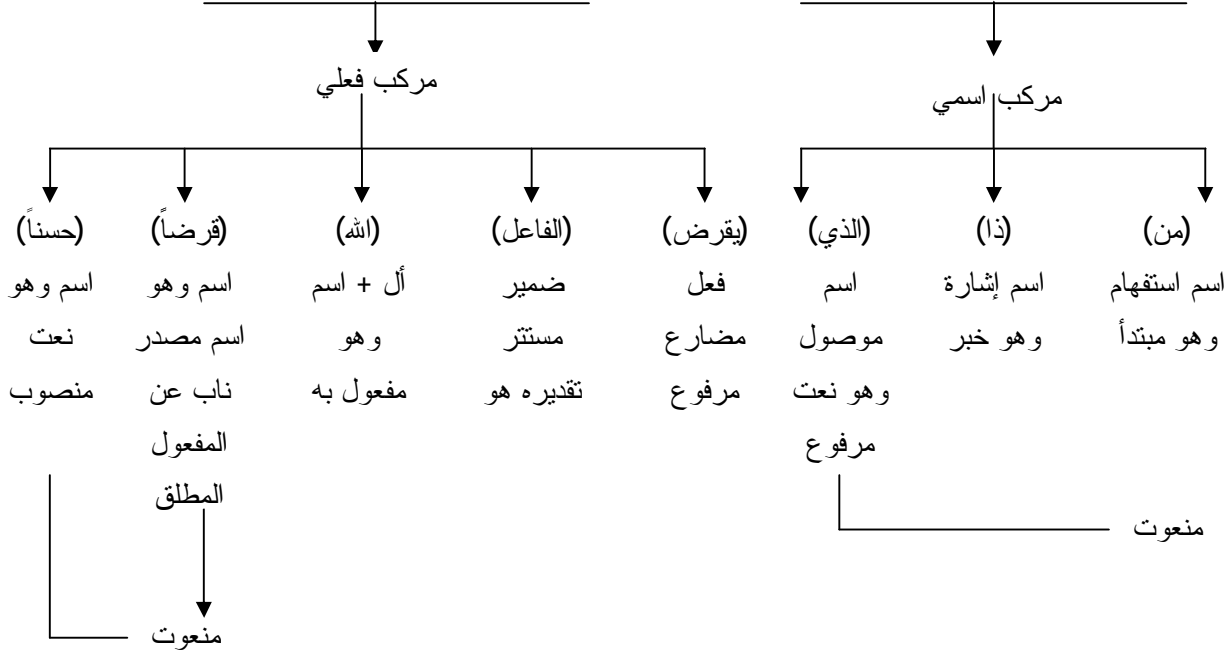 مركب اسمي
مركب فعلي
(من)
اسم استفهام
وهو مبتدأ
(ذا)
اسم إشارة
وهو خبر
(الذي)
اسم
موصول
وهو نعت
مرفوع
منعوت
(يقرض)
فعل
مضارع
مرفوع
(الفاعل)
ضمير
مستتر
تقديره هو
(الله)
أل + اسم
وهو
مفعول به
(قرضاً)
اسم وهو
اسم مصدر
ناب عن
المفعول
المطلق
(حسناً)
اسم وهو
نعت
منصوب
منعوت